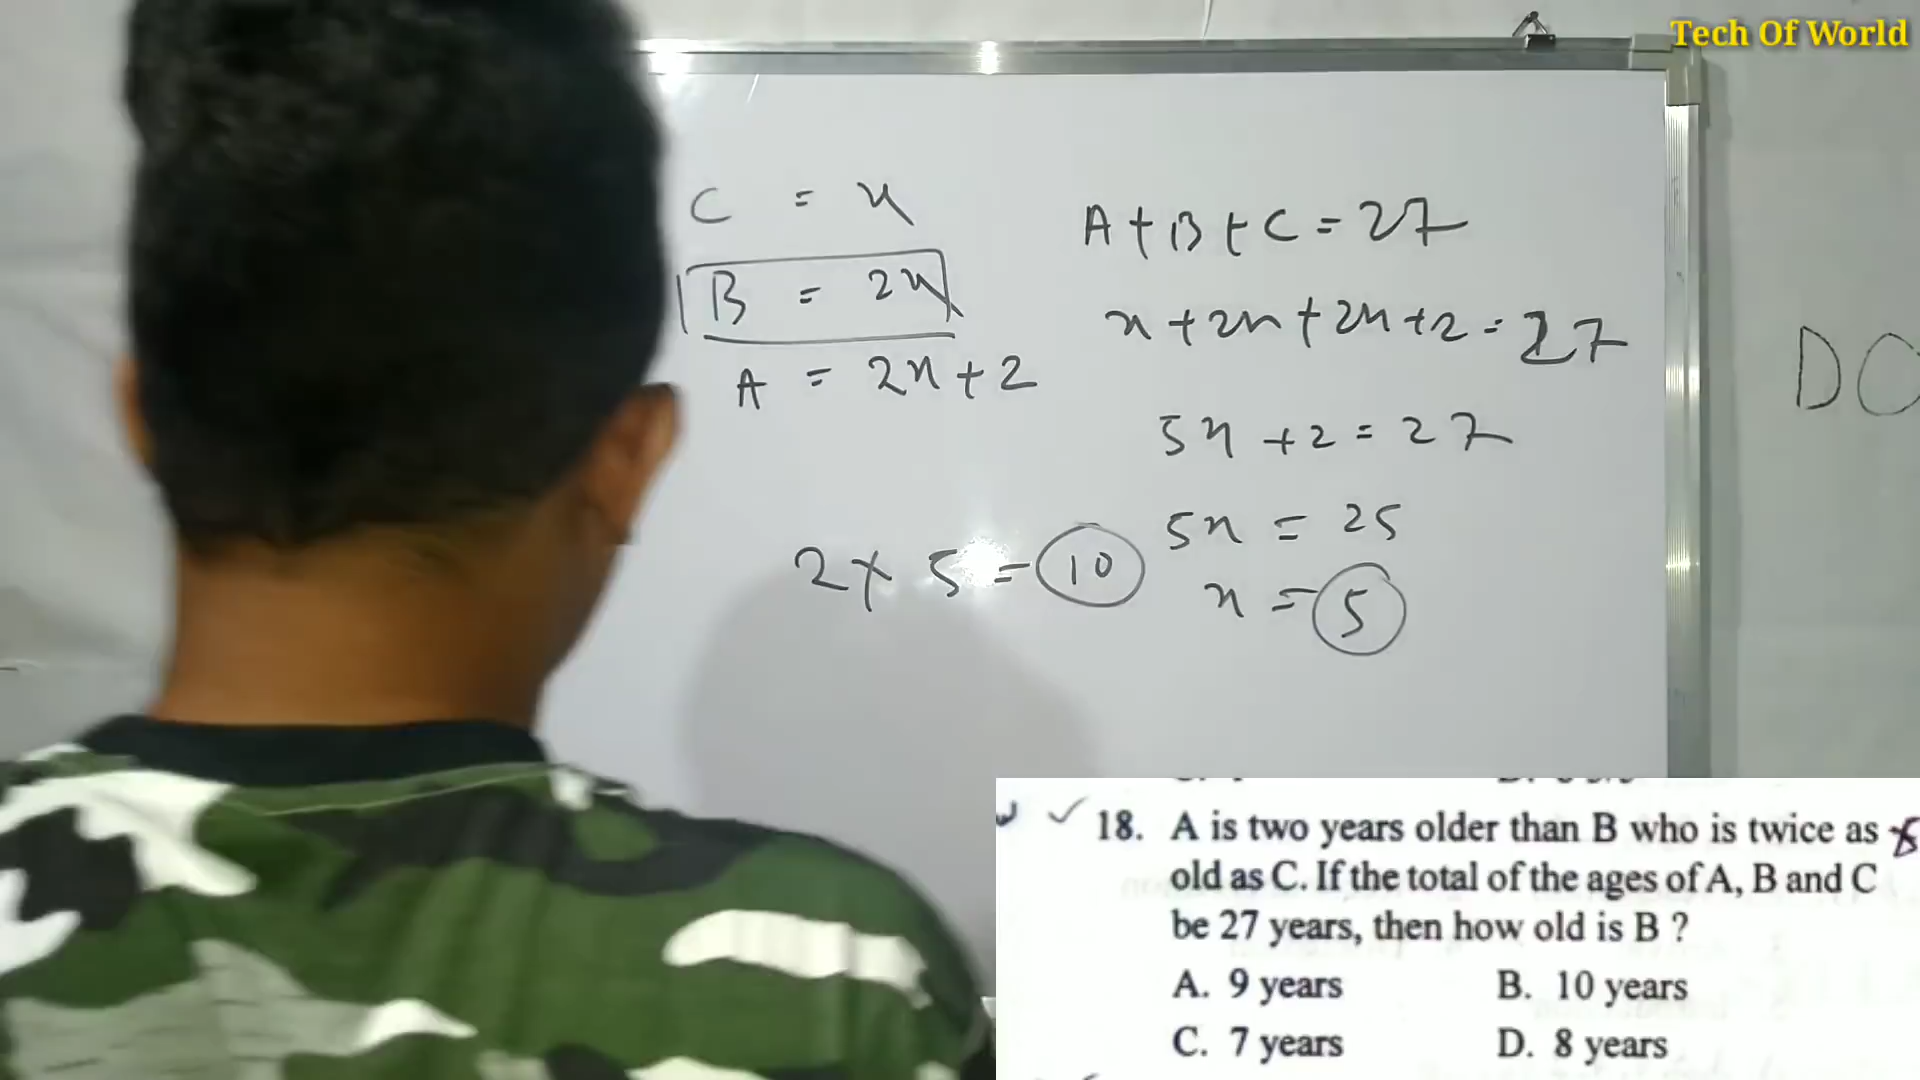 Tech Of World
C = x
B = 2x
A = 2x+2
A+B+C=27
x+2x+2x+2=27
5x+2=27
5x=25
x=5
2×5=10
DO
18. A is two years older than B who is twice as
old as C. If the total of the ages of A, B and C
be 27 years, then how old is B ?
A. 9 years B. 10 years
C. 7 years D. 8 years